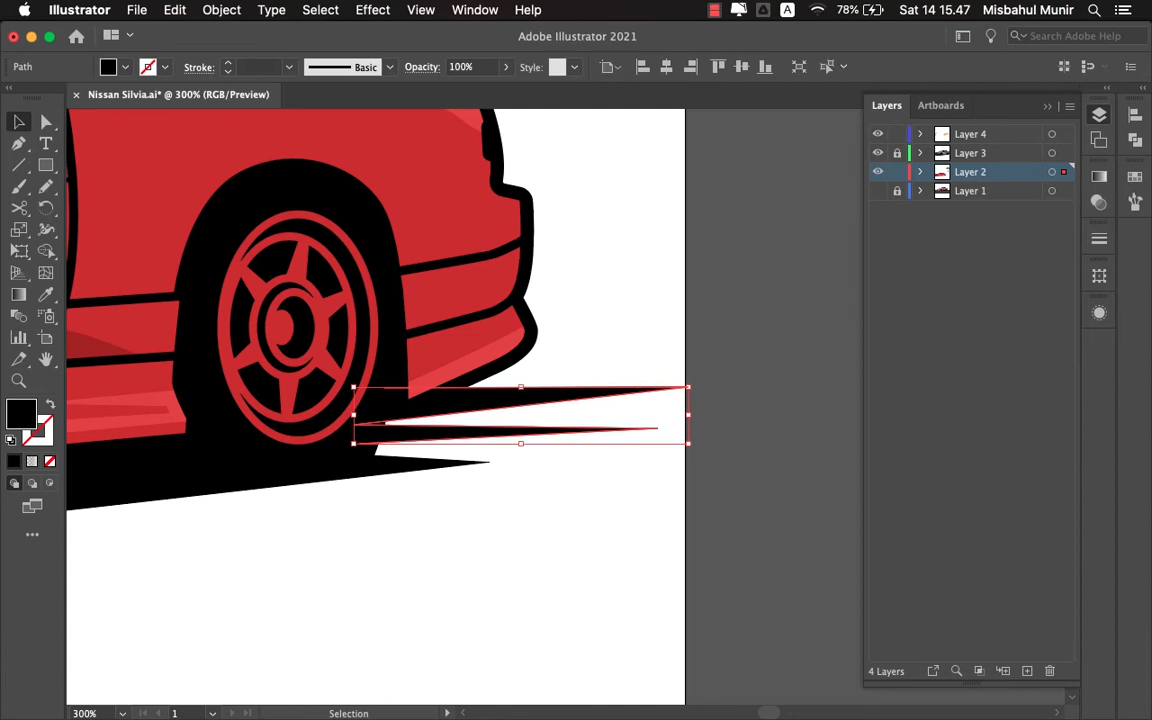 Illustrator File Edit Object Type Select Effect View Window Help A 78% Sat 14 15.47 Misbahul Munir
Adobe Illustrator 2021 Search Adobe Help
Path Stroke: Basic Opacity: 100% Style:
× Nissan Silvia.ai* @ 300% (RGB/Preview)
Layers Artboards
Layer 4
Layer 3
Layer 2
Layer 1
4 Layers
300% 1 Selection